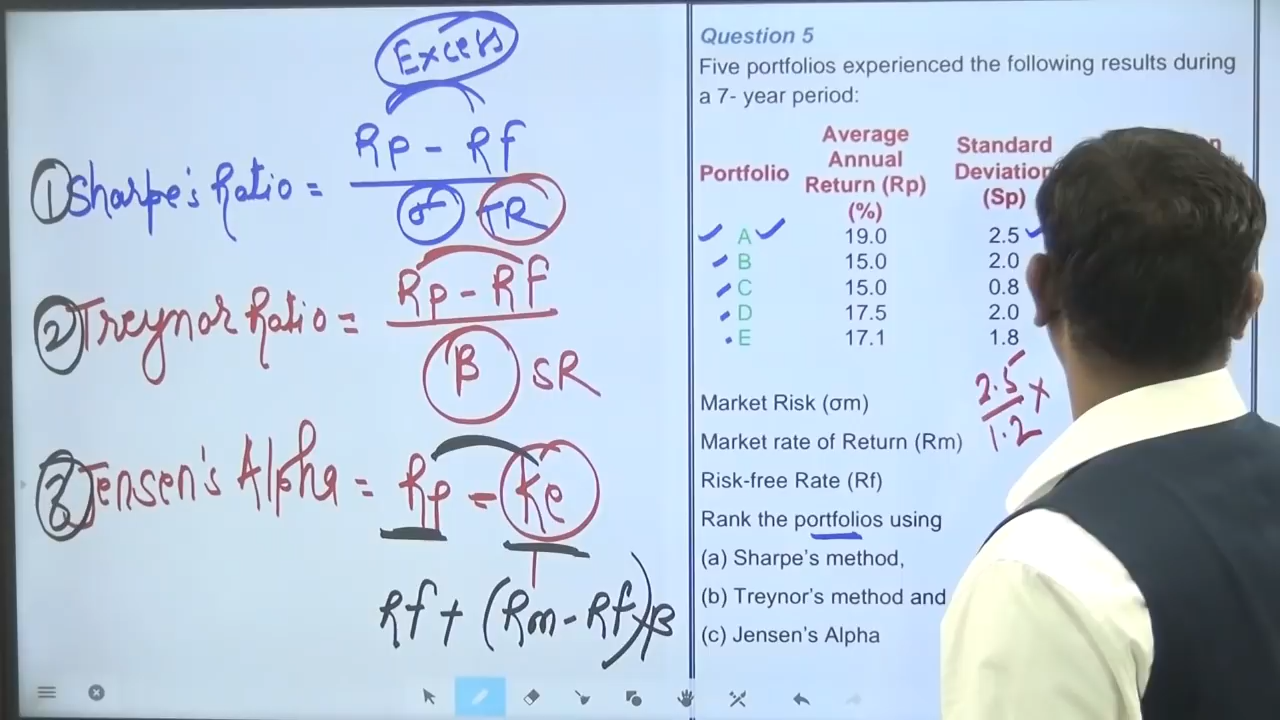 Excess
① Sharpe's Ratio = Rp - Rf
σ TR
② Treynor Ratio = Rp - Rf
β SR
③ Jensen's Alpha = Rp - Ke
Rf + (Rm - Rf) β
Question 5
Five portfolios experienced the following results during
a 7- year period:
Portfolio
Average
Annual
Return (Rp)
(%)
Standard
Deviation
(Sp)
A 19.0 2.5
B 15.0 2.0
C 15.0 0.8
D 17.5 2.0
E 17.1 1.8
2.5 ×
1.2
Market Risk (σm)
Market rate of Return (Rm)
Risk-free Rate (Rf)
Rank the portfolios using
(a) Sharpe's method,
(b) Treynor's method and
(c) Jensen's Alpha